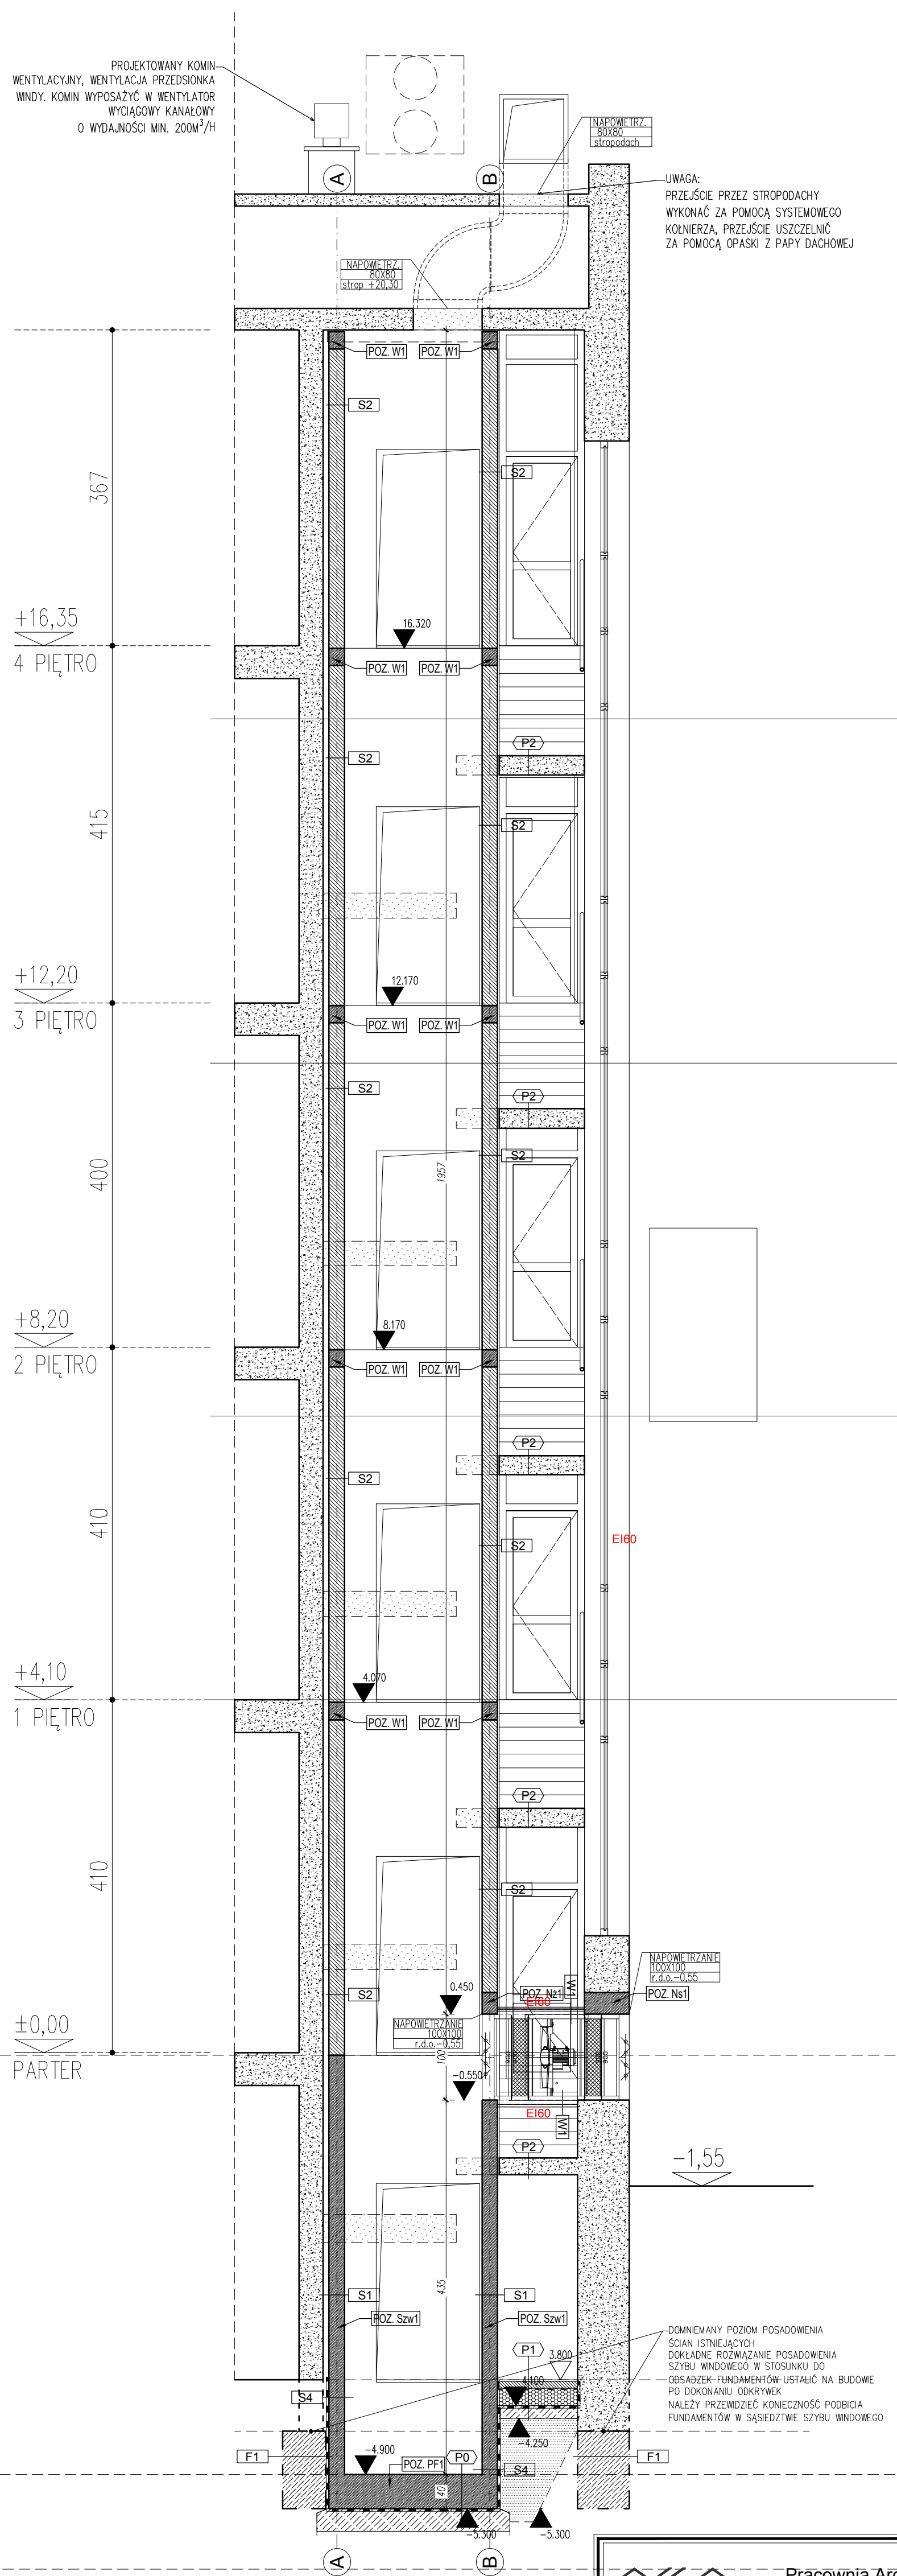 PROJEKTOWANY KOMIN
WENTYLACYJNY, WENTYLACJA PRZEDSIONKA
WINDY. KOMIN WYPOSAŻYĆ W WENTYLATOR
WYCIĄGOWY KANAŁOWY
O WYDAJNOŚCI MIN. 200M³/H
NAPOWIETRZ.
80X80
stropodach
A
B
UWAGA:
PRZEJŚCIE PRZEZ STROPODACHY
WYKONAĆ ZA POMOCĄ SYSTEMOWEGO
KOŁNIERZA, PRZEJŚCIE USZCZELNIĆ
ZA POMOCĄ OPASKI Z PAPY DACHOWEJ
NAPOWIETRZ.
80X80
strop +20,30
POZ. W1
POZ. W1
S2
S2
367
+16,35
4 PIĘTRO
16.320
POZ. W1
POZ. W1
P2
S2
S2
415
+12,20
3 PIĘTRO
12.170
POZ. W1
POZ. W1
S2
P2
S2
1957
400
+8,20
2 PIĘTRO
8.170
POZ. W1
POZ. W1
P2
S2
S2
EI60
410
+4,10
1 PIĘTRO
4.070
POZ. W1
POZ. W1
P2
S2
410
NAPOWIETRZANIE
100X100
r.d.o.-0,55
S2
0.450
POZ. Nż1
W1
EI60
POZ. Ns1
±0,00
PARTER
NAPOWIETRZANIE
100X100
r.d.o.-0,55
100
-0.550
EI60
W1
P2
-1,55
435
S1
S1
POZ. Szw1
POZ. Szw1
P1
3.800
DOMNIEMANY POZIOM POSADOWIENIA
ŚCIAN ISTNIEJĄCYCH
DOKŁADNE ROZWIĄZANIE POSADOWIENIA
SZYBU WINDOWEGO W STOSUNKU DO
ODSADZEK FUNDAMENTÓW USTALIĆ NA BUDOWIE
PO DOKONANIU ODKRYWEK
NALEŻY PRZEWIDZIEĆ KONIECZNOŚĆ PODBICIA
FUNDAMENTÓW W SĄSIEDZTWIE SZYBU WINDOWEGO
S4
4.100
-4.250
F1
-4.900
POZ. PF1
P0
S4
F1
40
-5.300
-5.300
A
B
Pracownia Arc